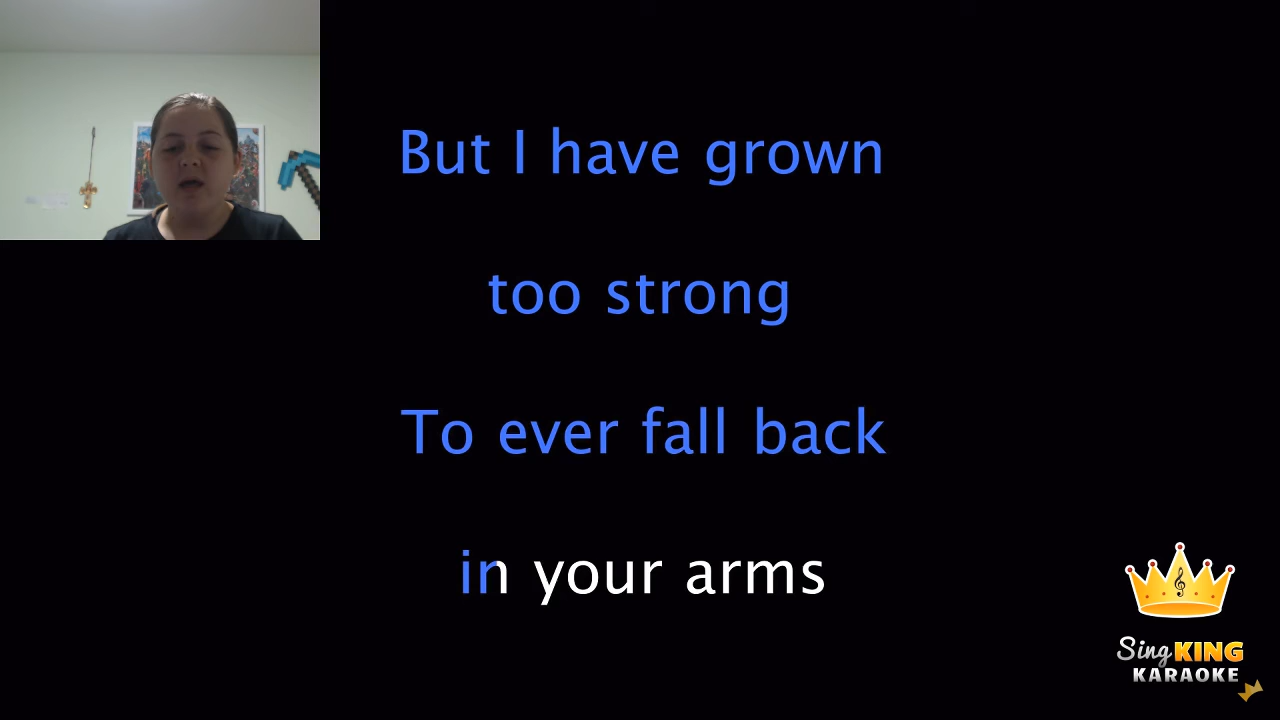 But I have grown
too strong
To ever fall back
in your arms
Sing KING
KARAOKE